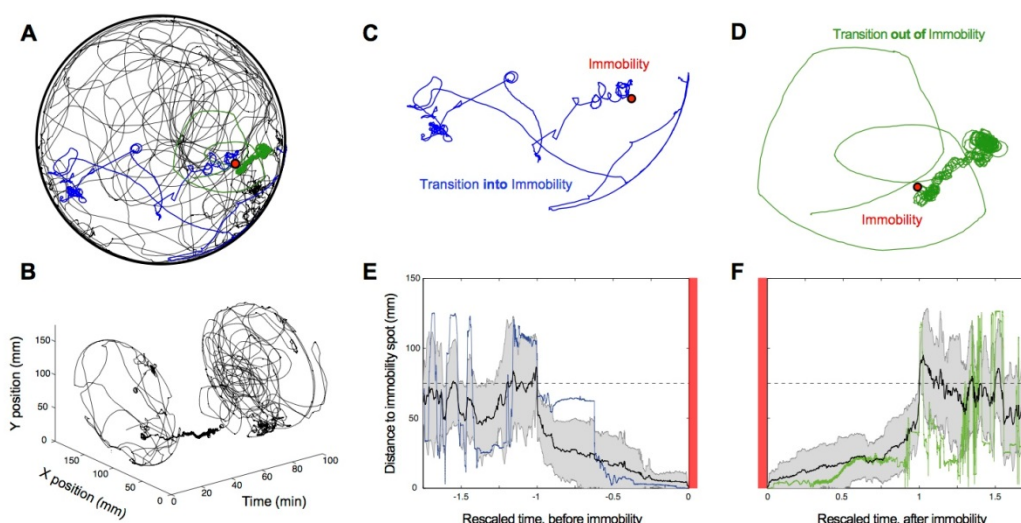 A
C
D
Transition out of Immobility
Immobility
Transition into Immobility
Immobility
B
E
F
Y position (mm)
150
100
50
0
150
100
50
0
X position (mm)
0
20
40
60
80
100
Time (min)
Distance to immobility spot (mm)
150
100
50
0
-1.5
-1
-0.5
0
Rescaled time, before immobility
0
0.5
1
1.5
Rescaled time, after immobility